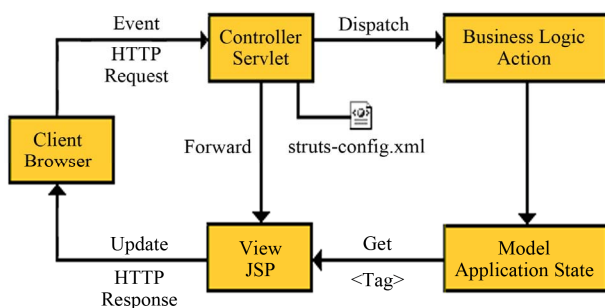 Event
HTTP
Request
Controller
Servlet
Dispatch
Business Logic
Action
Client
Browser
Forward
struts-config.xml
Update
HTTP
Response
View
JSP
Get
<Tag>
Model
Application State